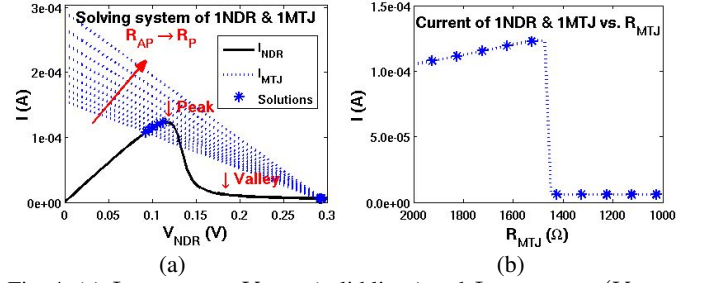 Solving system of 1NDR & 1MTJ
3e-04
2e-04
1e-04
0e+00
I (A)
R_AP → R_P
I_NDR
I_MTJ
Solutions
↓ Peak
↓ Valley
0 0.05 0.1 0.15 0.2 0.25 0.3
V_NDR (V)
(a)
Current of 1NDR & 1MTJ vs. R_MTJ
1.5e-04
1.0e-04
5.0e-05
0.0e+00
I (A)
2000 1800 1600 1400 1200 1000
R_MTJ (Ω)
(b)